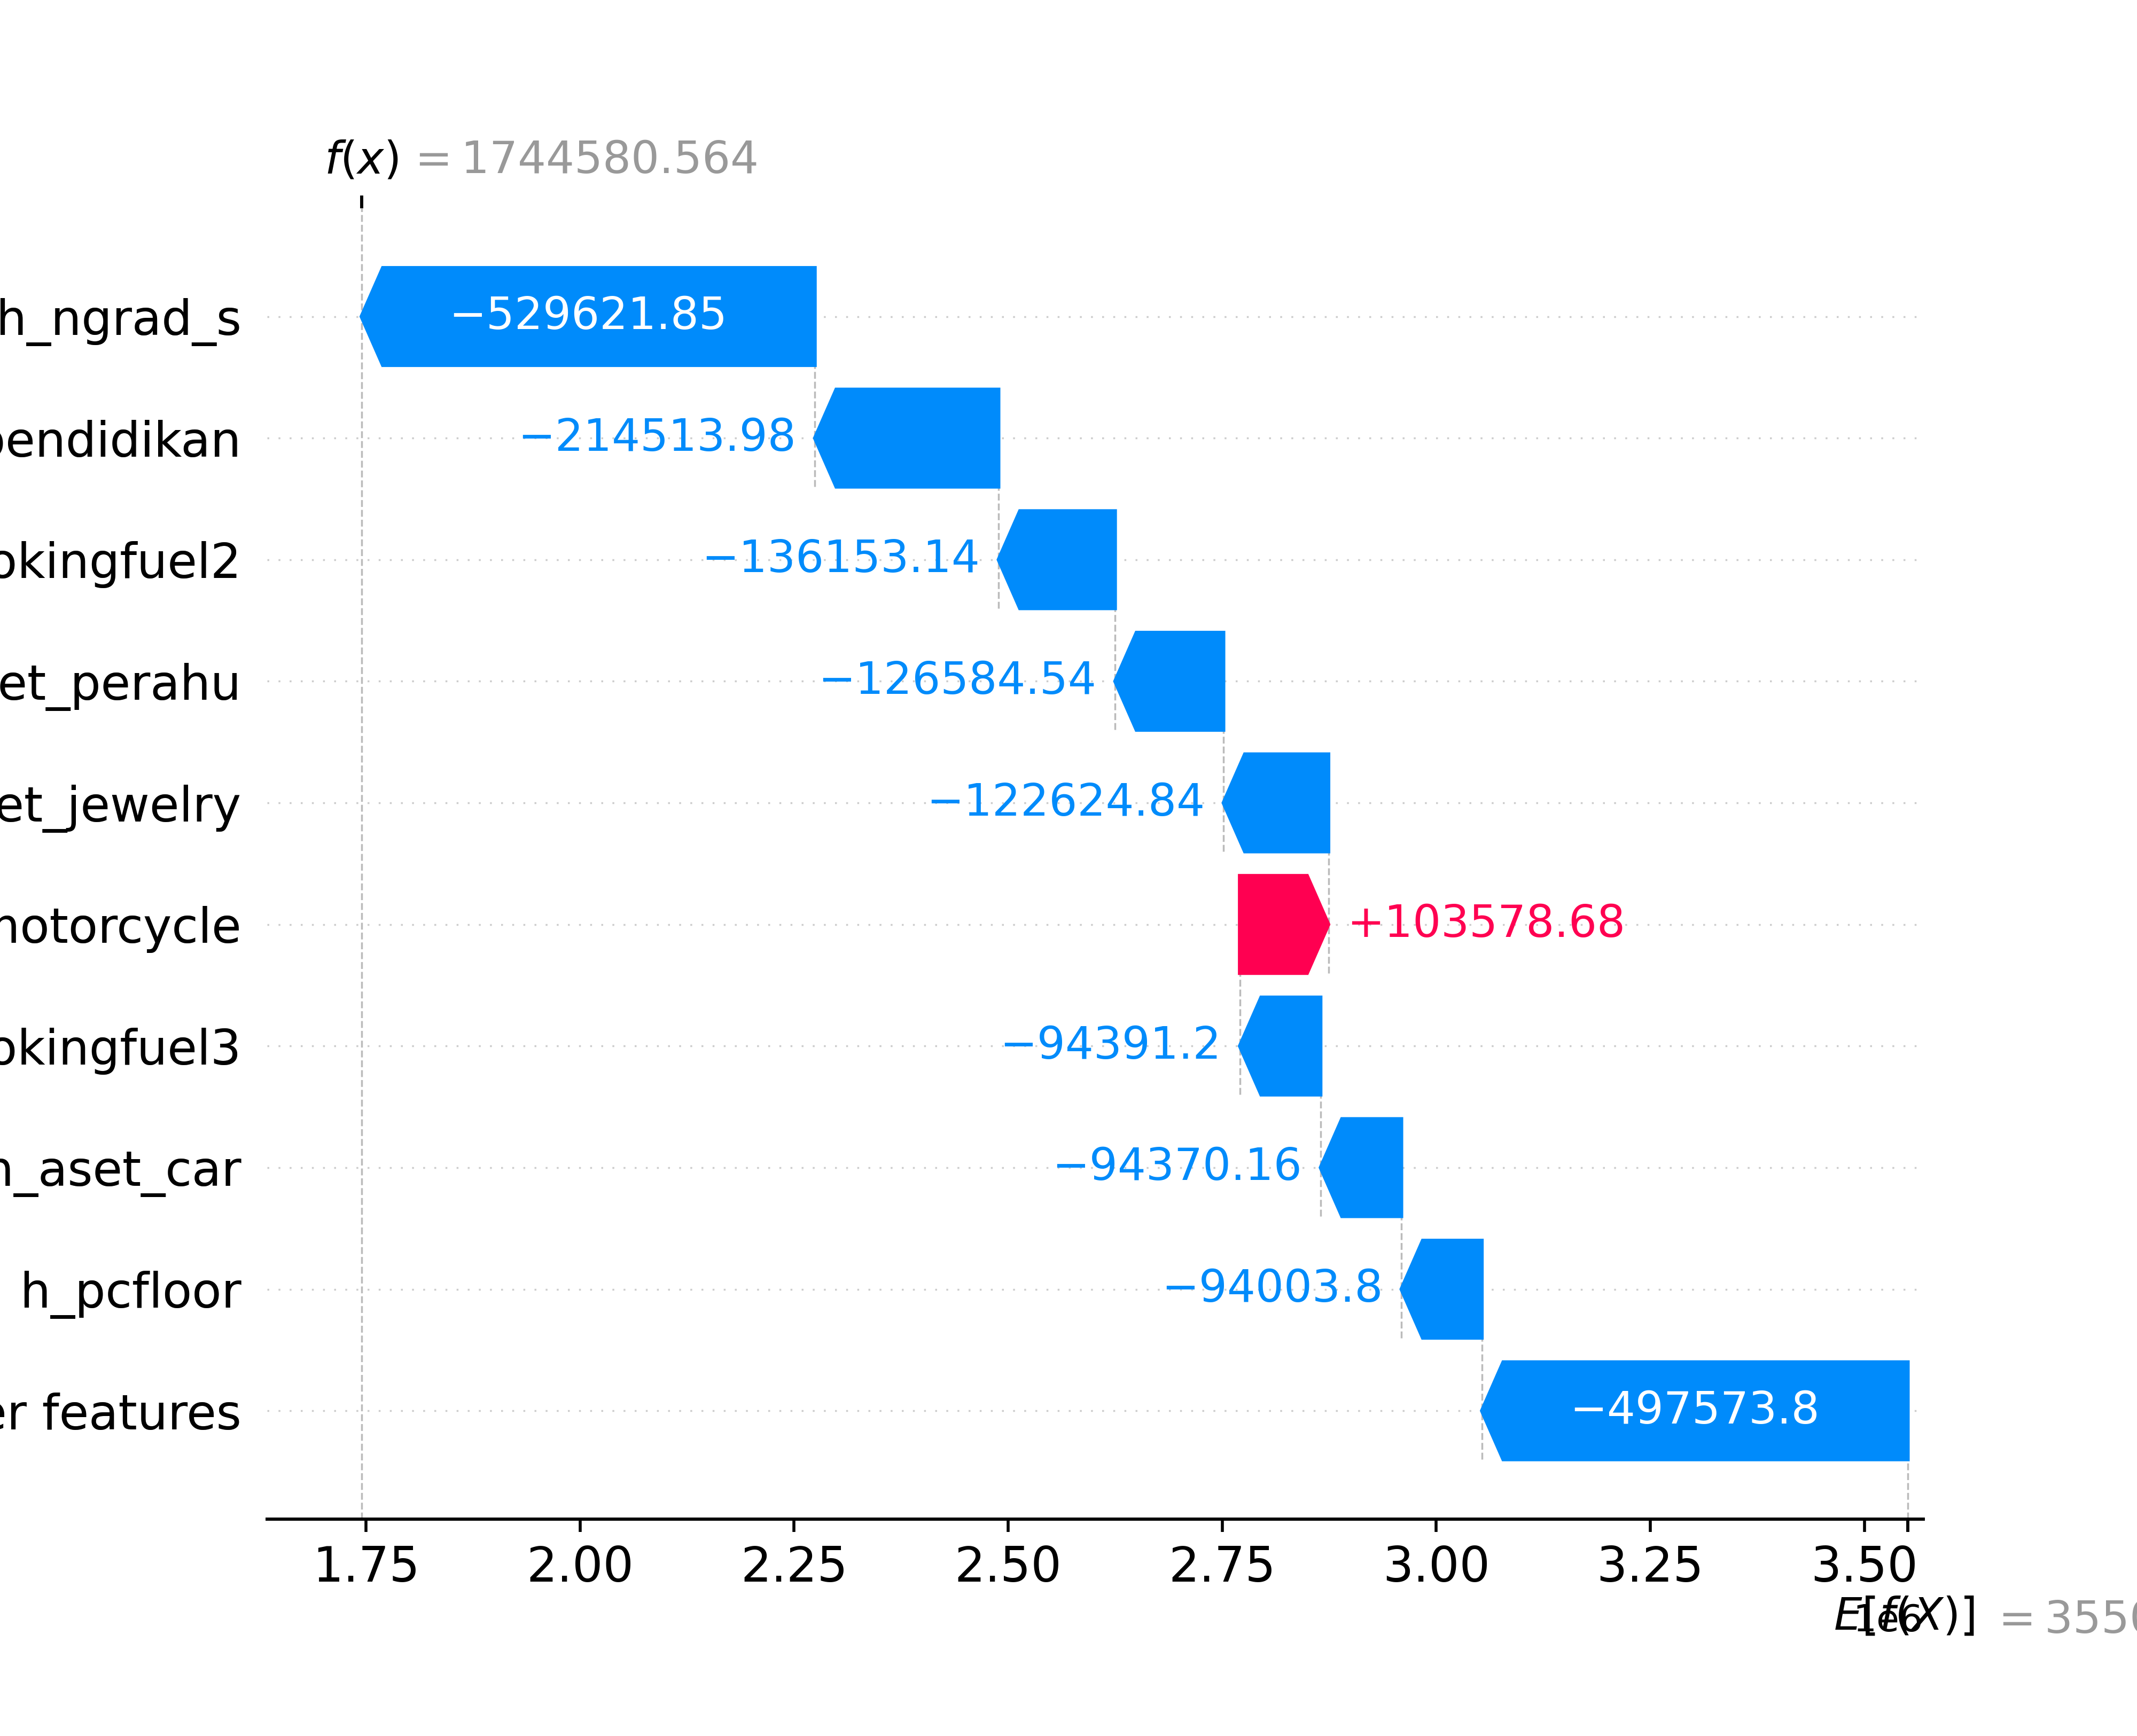 f(x) = 1744580.564
h_ngrad_s −529621.85
pendidikan −214513.98
okingfuel2 −136153.14
et_perahu −126584.54
et_jewelry −122624.84
motorcycle +103578.68
okingfuel3 −94391.2
h_aset_car −94370.16
h_pcfloor −94003.8
er features −497573.8
1.75 2.00 2.25 2.50 2.75 3.00 3.25 3.50
1e6
E[f(X)] = 3550